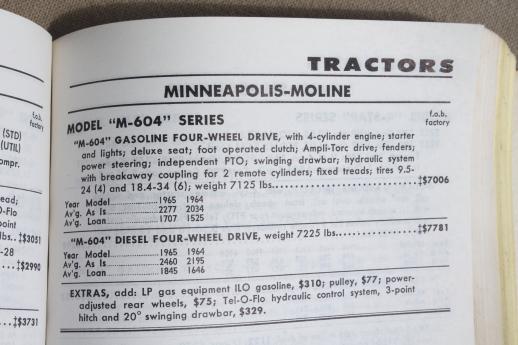 (STD)
(UTIL)
f.o.b.
factory
ompr.
ead;
O-Flo
point
lbs..‡$3051
-28
...‡$2990
...‡$3731
TRACTORS
MINNEAPOLIS-MOLINE
MODEL "M-604" SERIES
f.o.b.
factory
"M-604" GASOLINE FOUR-WHEEL DRIVE, with 4-cylinder engine; starter
and lights; deluxe seat; foot operated clutch; Ampli-Torc drive; fenders;
power steering; independent PTO; swinging drawbar; hydraulic system
with breakaway coupling for 2 remote cylinders; fixed treads; tires 9.5-
24 (4) and 18.4-34 (6); weight 7125 lbs...............................‡$7006
Year Model....................1965 1964
Av'g. As Is....................2277 2034
Av'g. Loan....................1707 1525
"M-604" DIESEL FOUR-WHEEL DRIVE, weight 7225 lbs.................‡$7781
Year Model....................1965 1964
Av'g. As Is....................2460 2195
Av'g. Loan....................1845 1646
EXTRAS, add: LP gas equipment ILO gasoline, $310; pulley, $77; power-
adjusted rear wheels, $75; Tel-O-Flo hydraulic control system, 3-point
hitch and 20° swinging drawbar, $329.